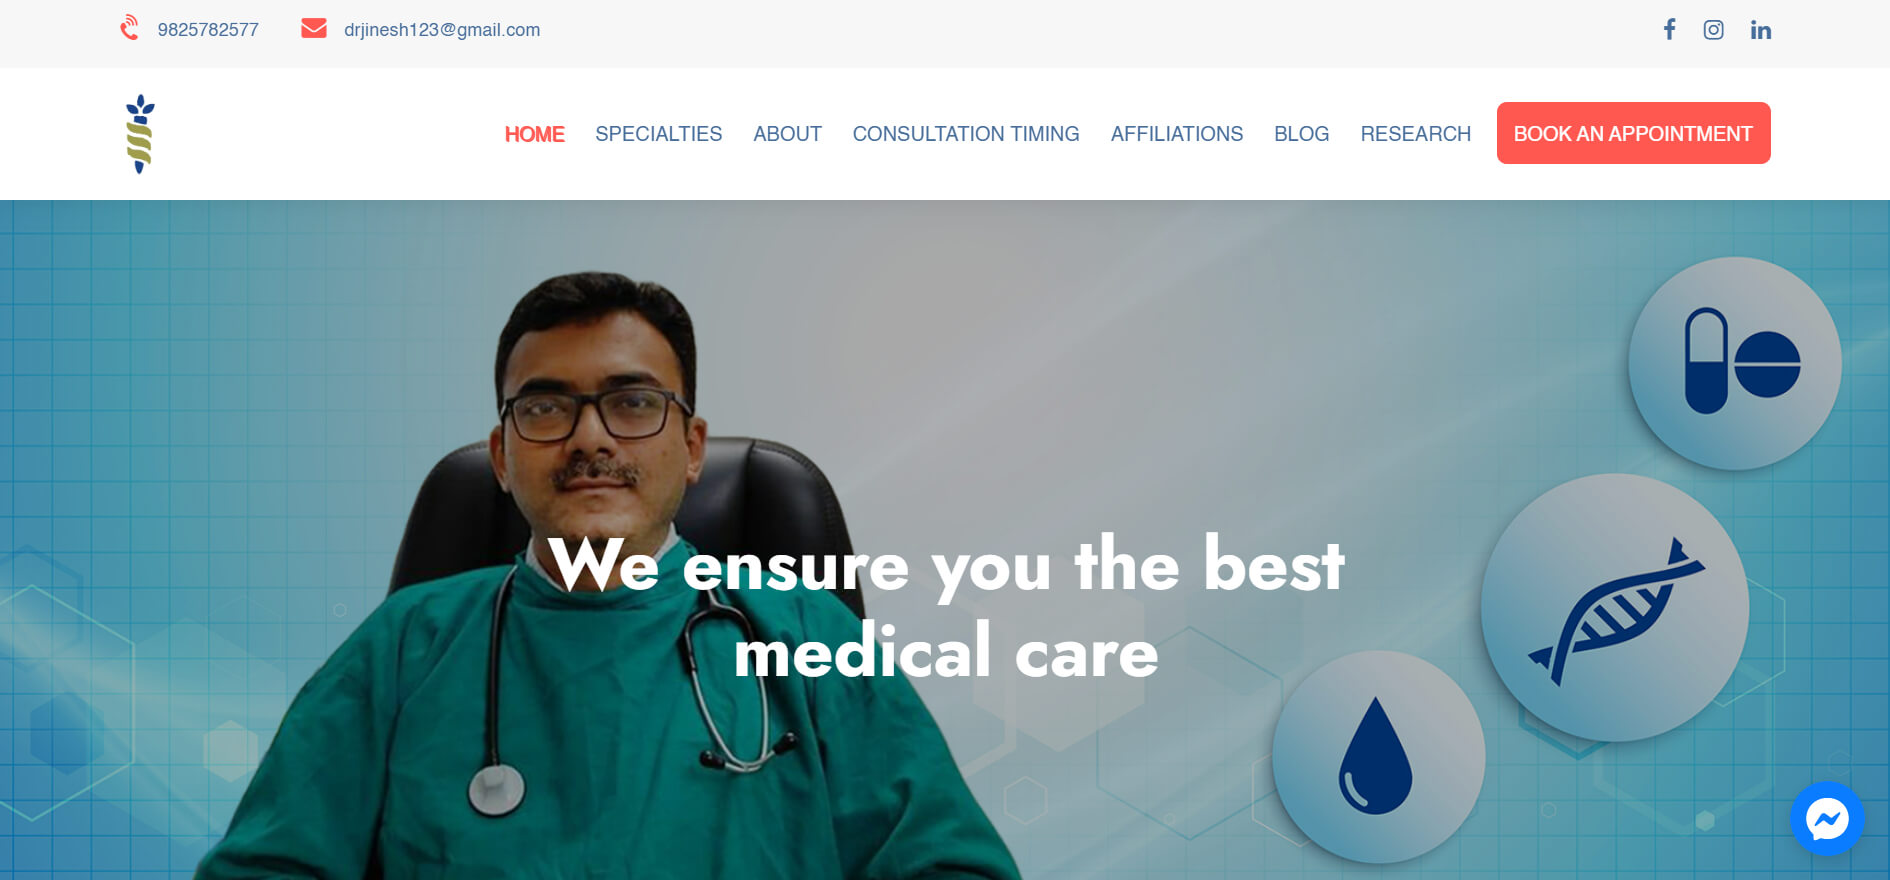 9825782577
drjinesh123@gmail.com
HOME
SPECIALTIES
ABOUT
CONSULTATION TIMING
AFFILIATIONS
BLOG
RESEARCH
BOOK AN APPOINTMENT
We ensure you the best
medical care